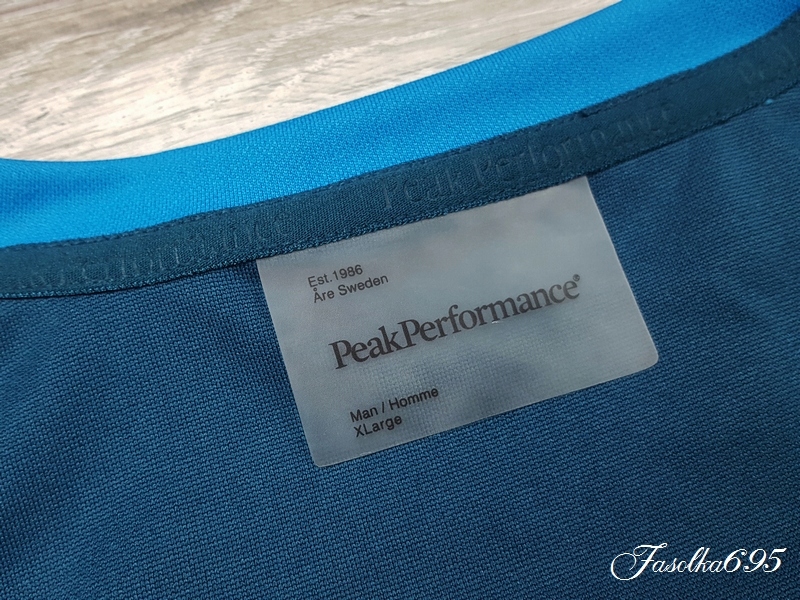 Peak Performance
Est.1986
Åre Sweden
PeakPerformance®
Man / Homme
XLarge
Fasolka695